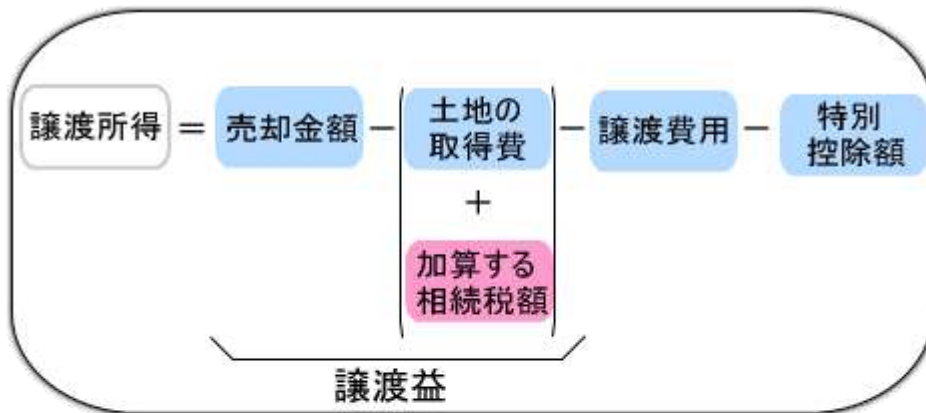 譲渡所得 = 売却金額 − (土地の取得費 + 加算する相続税額) − 譲渡費用 − 特別控除額
譲渡益